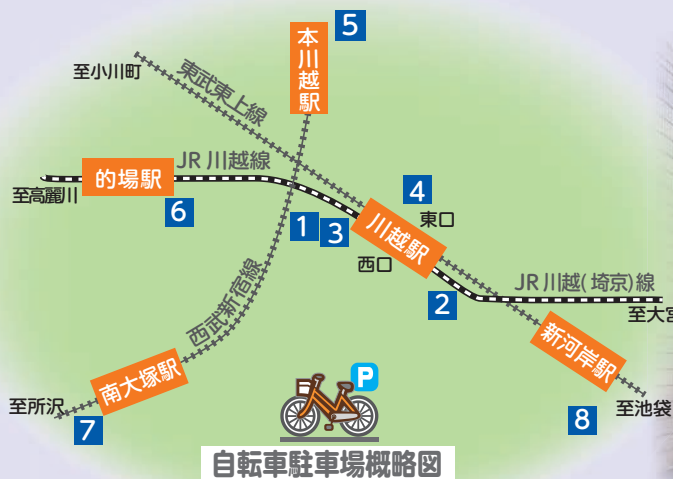 5
本川越駅
至小川町
東武東上線
JR 川越線
的場駅
至高麗川
6
4
東口
1
3
川越駅
西口
2
JR 川越(埼京)線
至大宮
西武新宿線
新河岸駅
南大塚駅
至所沢
7
P
8
至池袋
自転車駐車場概略図